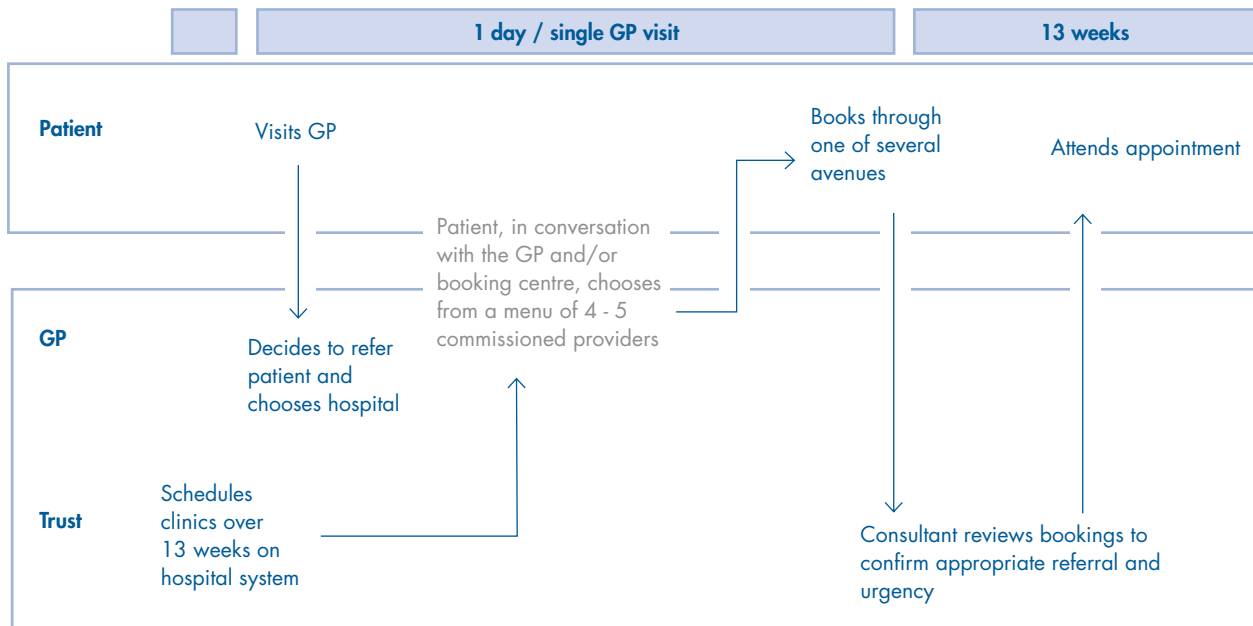 1 day / single GP visit
13 weeks
Patient
Visits GP
Books through
one of several
avenues
Attends appointment
Patient, in conversation
with the GP and/or
booking centre, chooses
from a menu of 4 - 5
commissioned providers
GP
Decides to refer
patient and
chooses hospital
Trust
Schedules
clinics over
13 weeks on
hospital system
Consultant reviews bookings to
confirm appropriate referral and
urgency